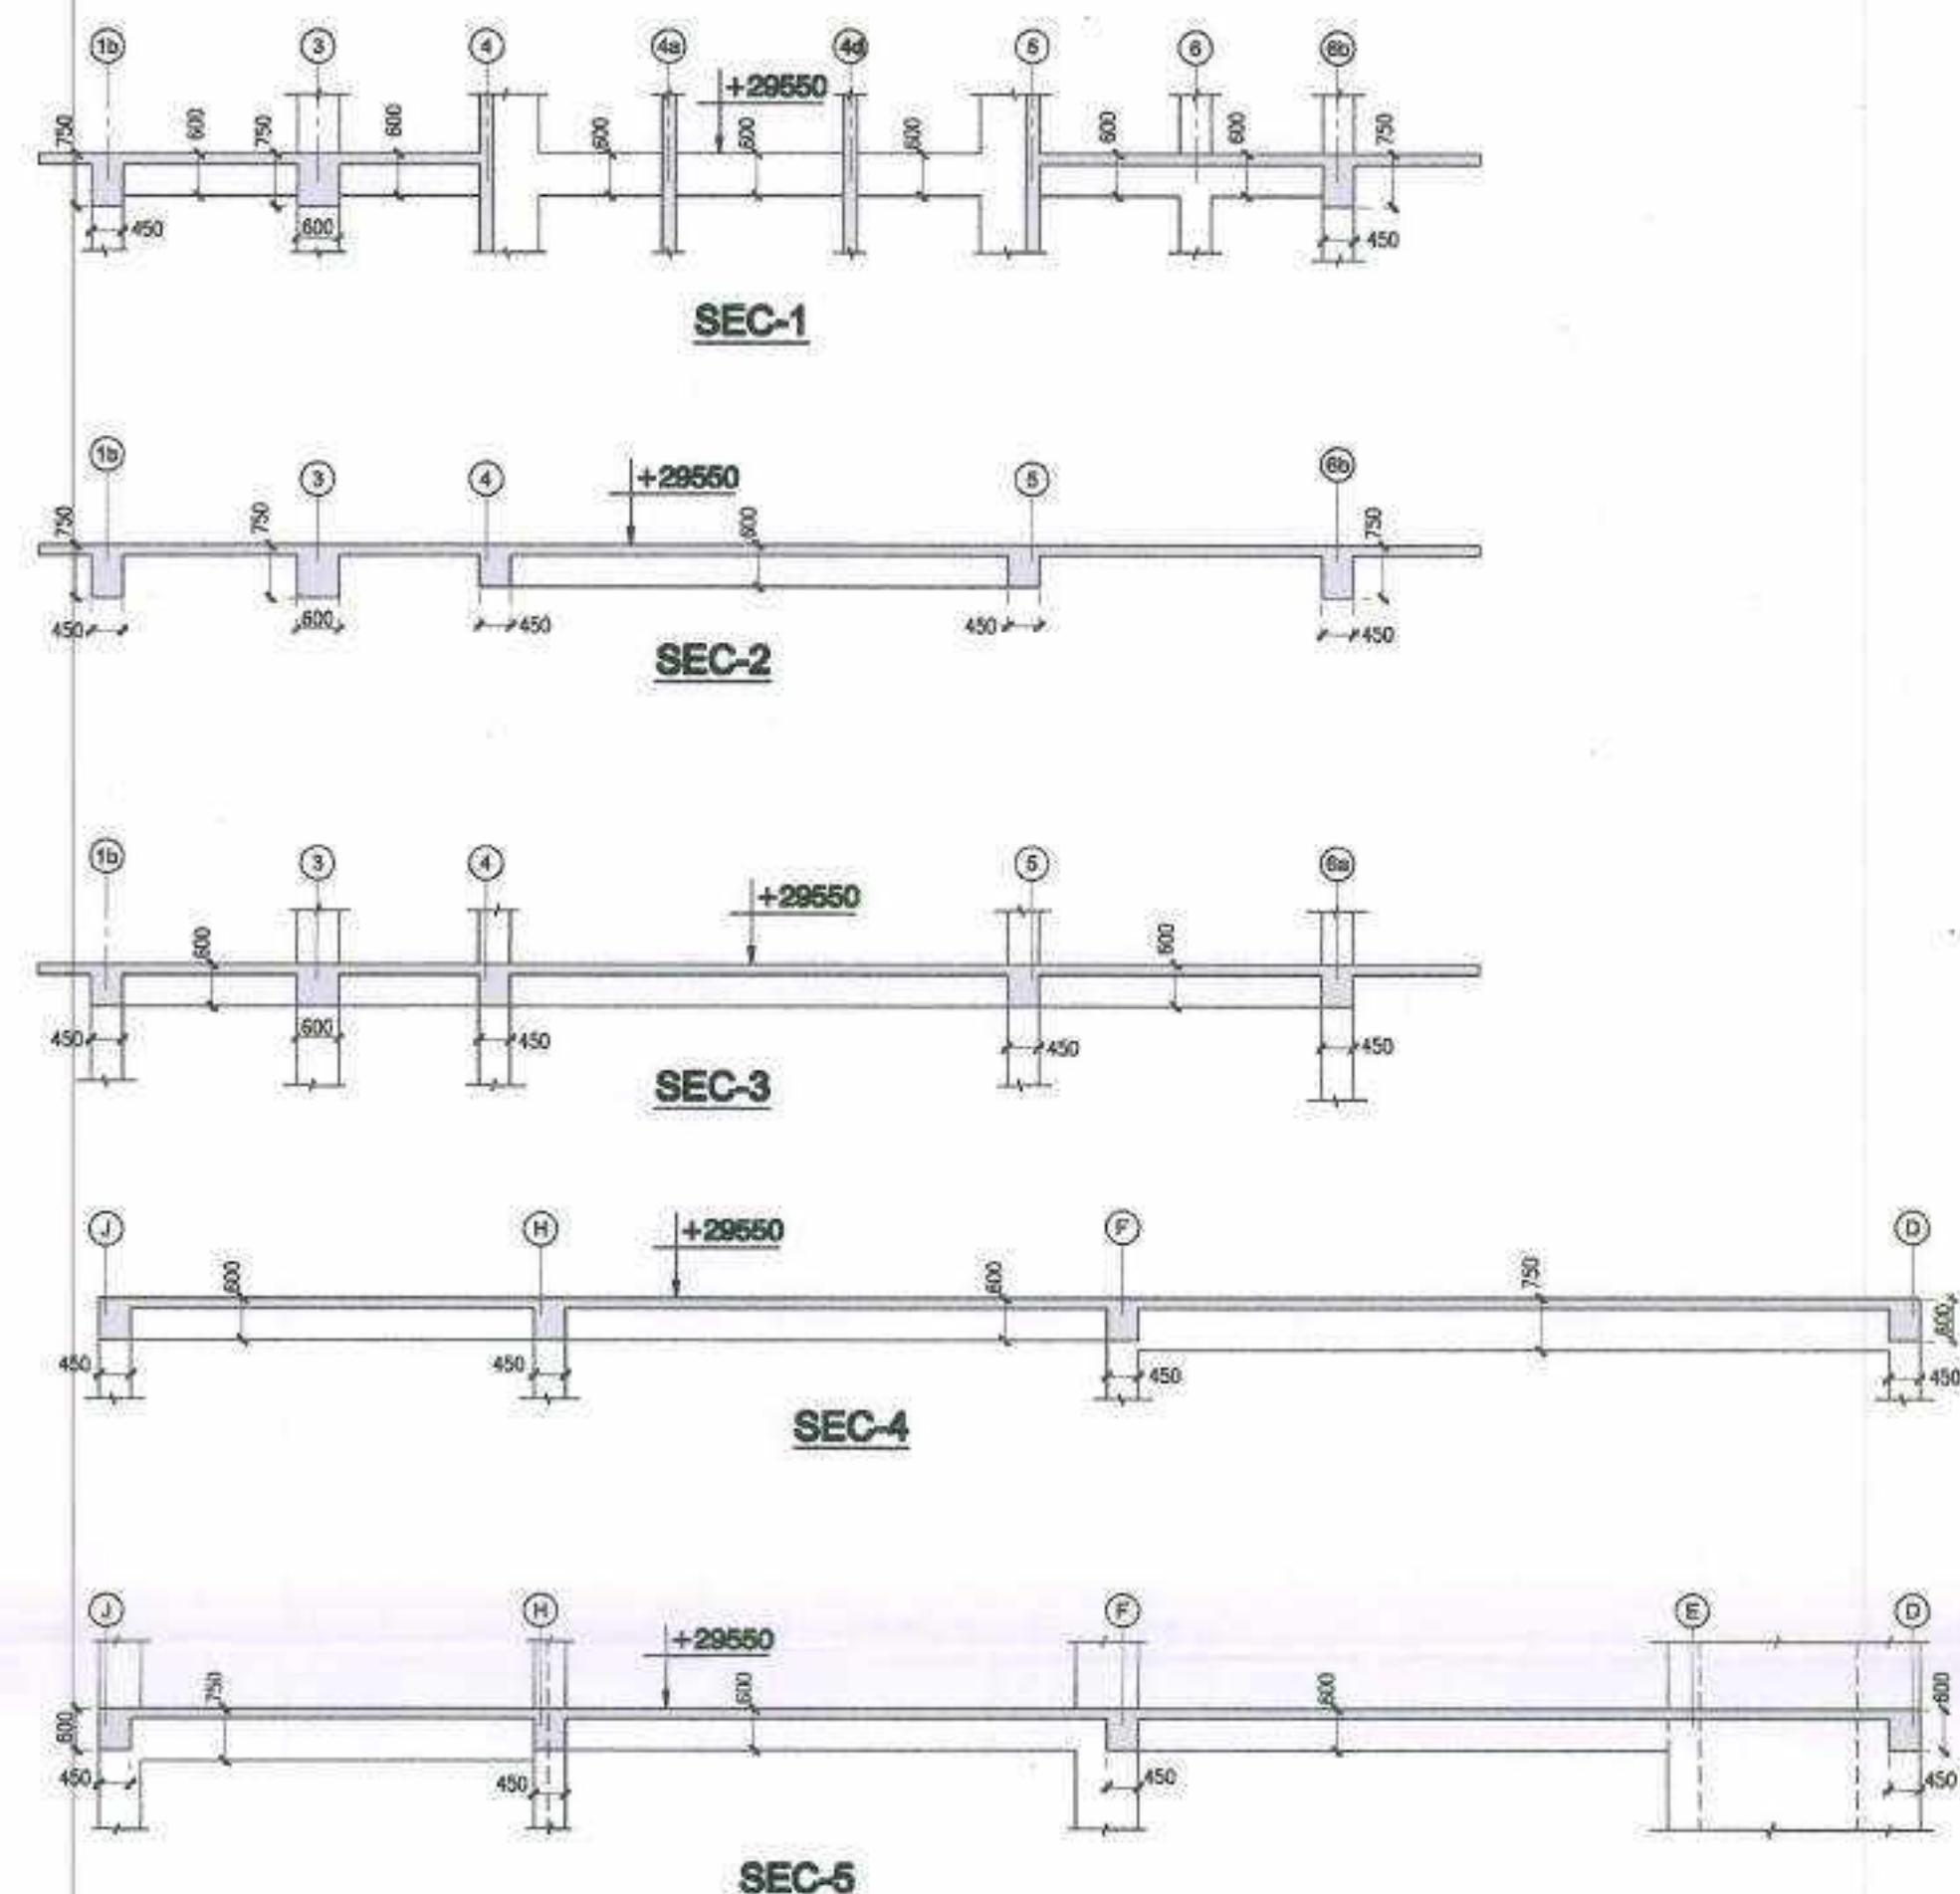 1b 3 4 4a 4d 5 6 6b
+29550
750 600 750 600 600 600 600 600 600 750
450 600 450
SEC-1
1b 3 4 5 6b
+29550
750 750 600 750
450 600 450 450 450
SEC-2
1b 3 4 5 6a
+29550
600 600
450 600 450 450 450
SEC-3
J H F D
+29550
600 600 750 600
450 450 450 450
SEC-4
J H F E D
+29550
600 750 600 600 600
450 450 450 450
SEC-5